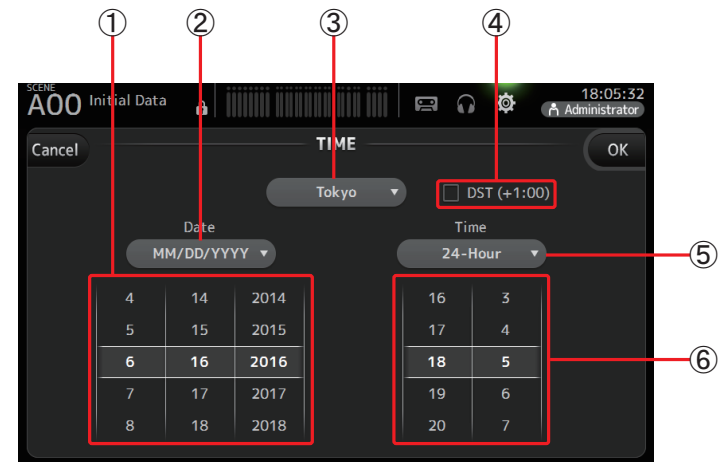 ① ② ③ ④
SCENE
A00 Initial Data 18:05:32
Administrator
Cancel TIME OK
Tokyo ▼ DST (+1:00)
Date Time
MM/DD/YYYY ▼ 24-Hour ▼ ⑤
4 14 2014 16 3
5 15 2015 17 4
6 16 2016 18 5 ⑥
7 17 2017 19 6
8 18 2018 20 7